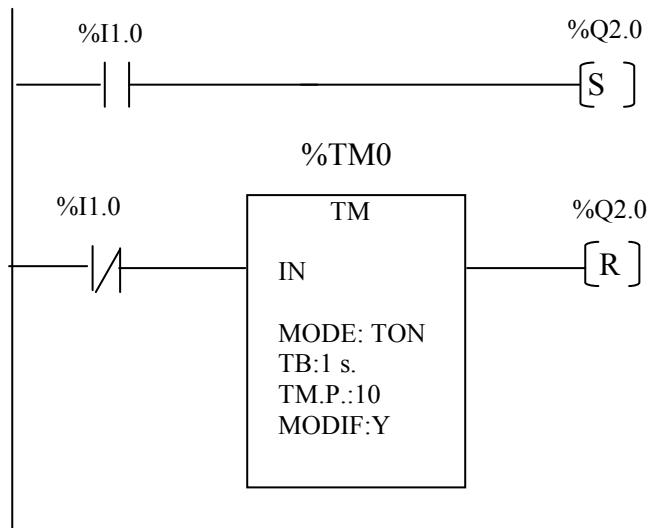 %I1.0 %Q2.0
S
%TM0
%I1.0 TM %Q2.0
IN R
MODE: TON
TB:1 s.
TM.P.:10
MODIF:Y